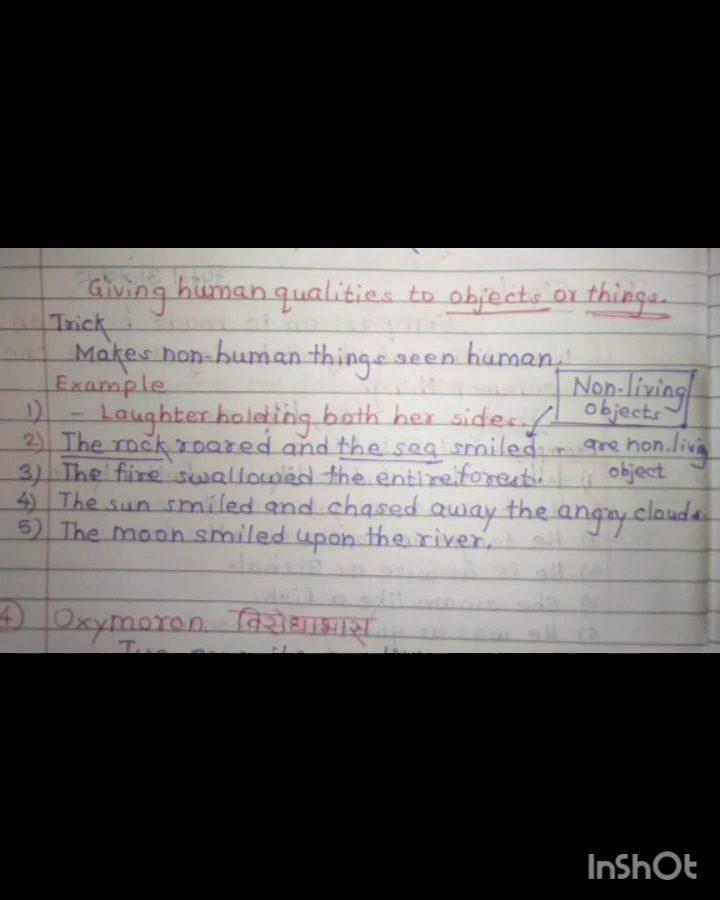 Giving human qualities to objects or things.
Trick
Makes non-human things seen human.
Example
Non-living
objects
1) - Laughter holding both her sides.
2) The rock roared and the sea smiled - are non.livig
object
3) The fire swallowed the entire forest.
4) The sun smiled and chased away the angry clouds.
5) The moon smiled upon the river.
4) Oxymoron विरोधाभास
InShOt